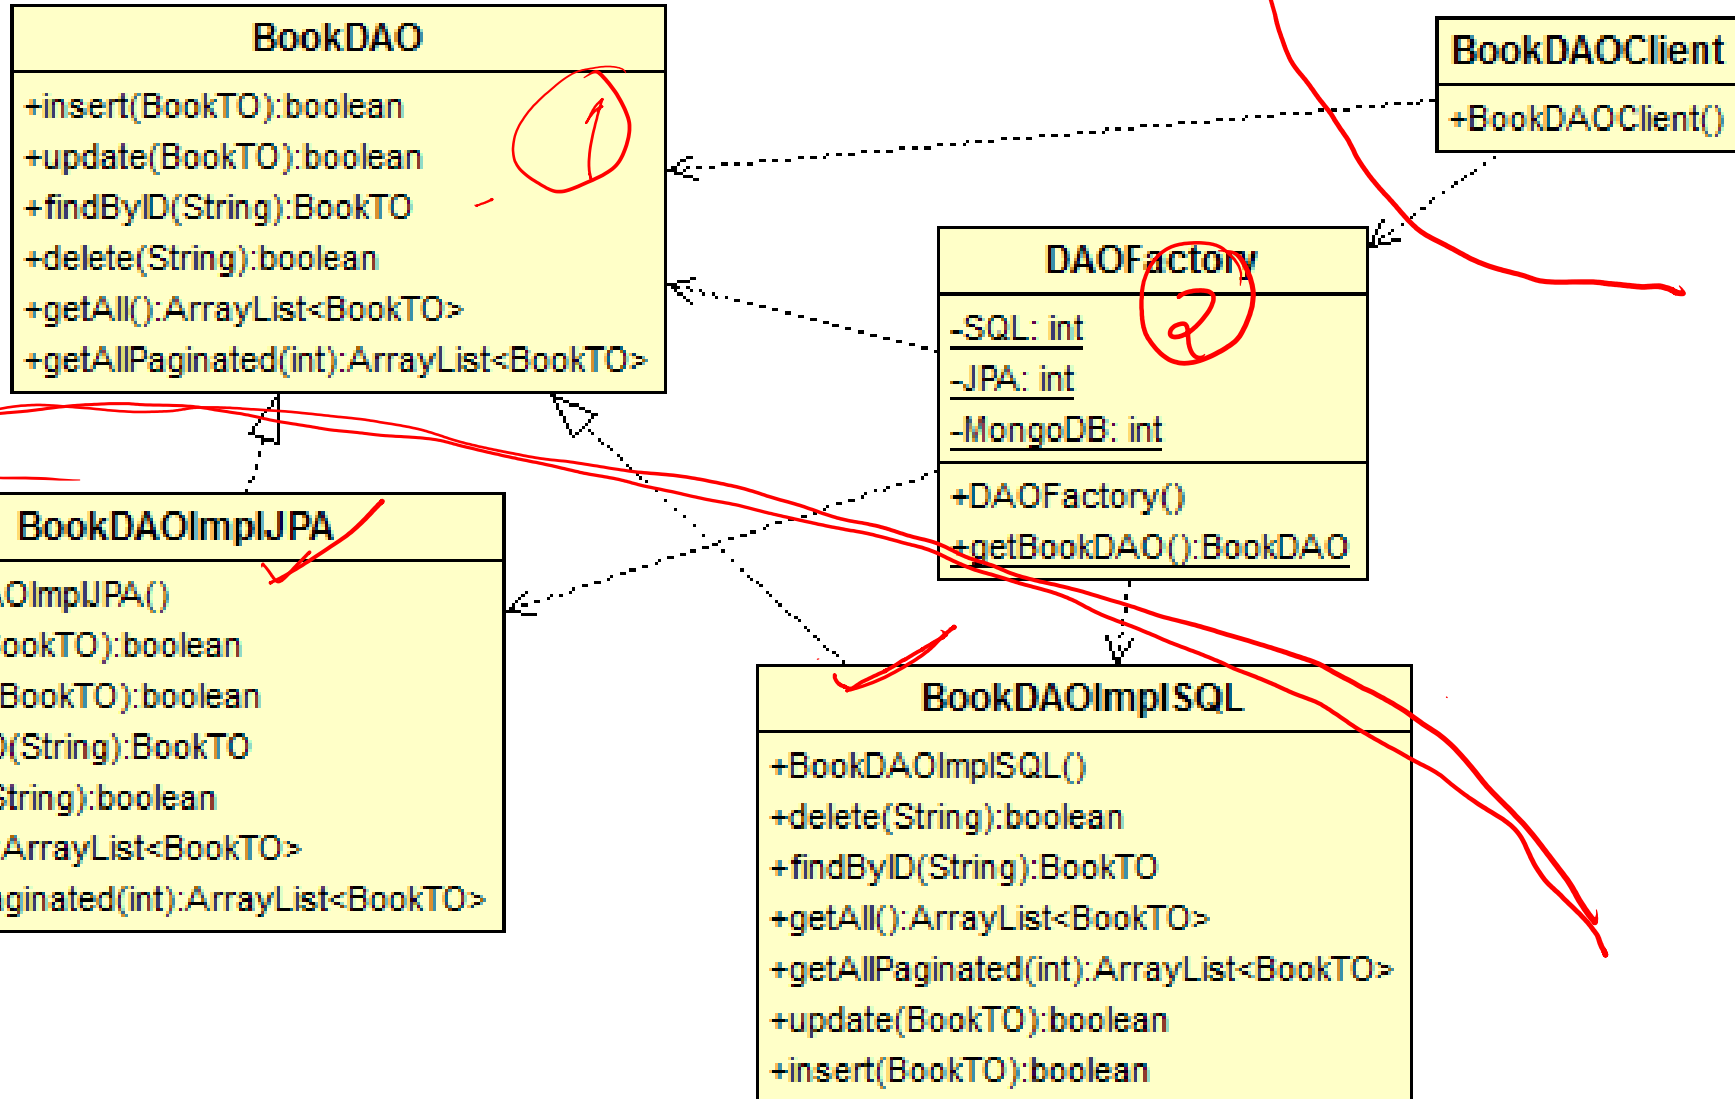 BookDAO
+insert(BookTO):boolean
+update(BookTO):boolean
+findByID(String):BookTO
+delete(String):boolean
+getAll():ArrayList<BookTO>
+getAllPaginated(int):ArrayList<BookTO>
1
BookDAOClient
+BookDAOClient()
DAOFactory
2
-SQL: int
-JPA: int
-MongoDB: int
+DAOFactory()
+getBookDAO():BookDAO
BookDAOImplJPA
AOImplJPA()
ookTO):boolean
BookTO):boolean
(String):BookTO
String):boolean
:ArrayList<BookTO>
aginated(int):ArrayList<BookTO>
BookDAOImplSQL
+BookDAOImplSQL()
+delete(String):boolean
+findByID(String):BookTO
+getAll():ArrayList<BookTO>
+getAllPaginated(int):ArrayList<BookTO>
+update(BookTO):boolean
+insert(BookTO):boolean